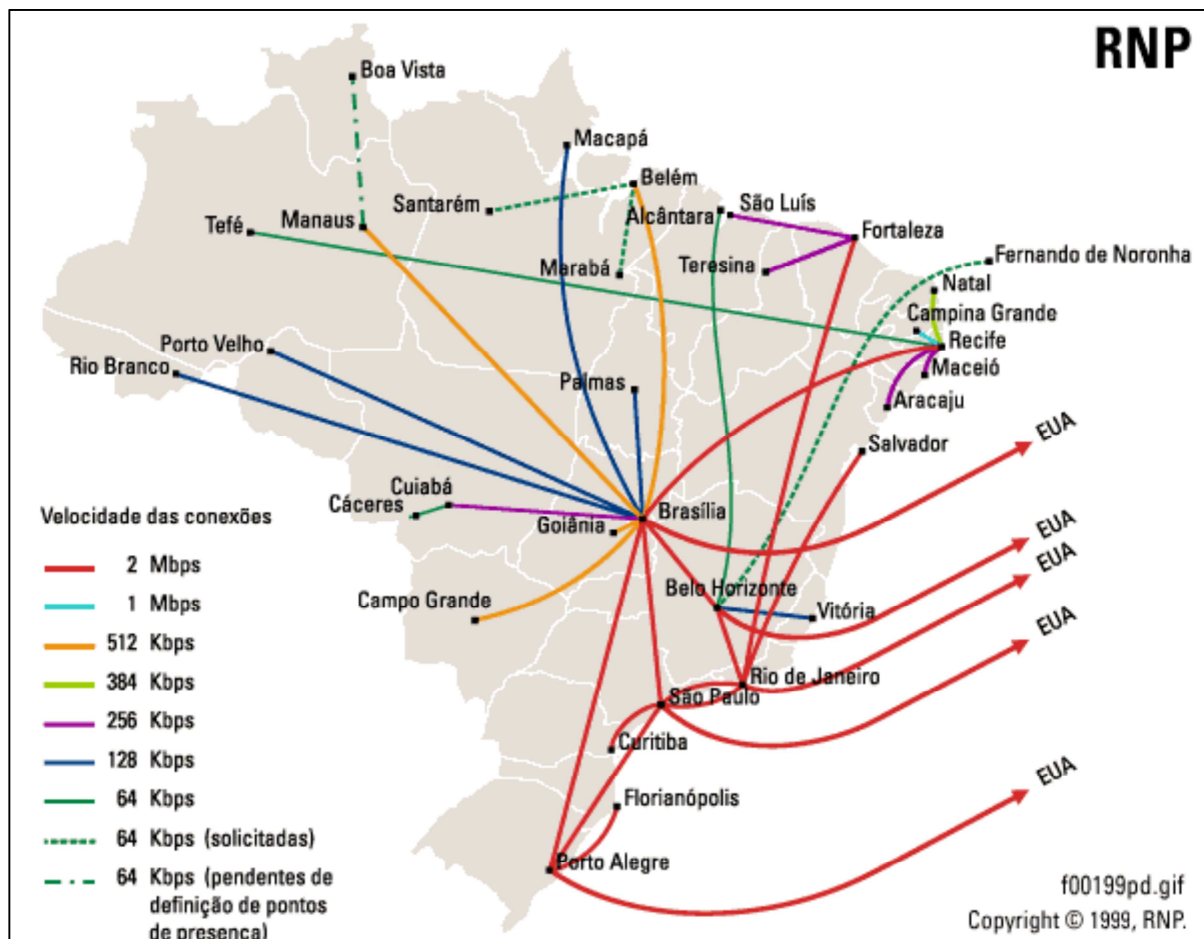 RNP
Boa Vista
Macapá
Belém
Santarém
Alcântara
São Luís
Tefé
Manaus
Fortaleza
Marabá
Teresina
Fernando de Noronha
Natal
Campina Grande
Recife
Porto Velho
Rio Branco
Palmas
Maceió
Aracaju
Salvador
EUA
Cuiabá
Cáceres
Goiânia
Brasília
EUA
EUA
Belo Horizonte
Vitória
Campo Grande
EUA
Rio de Janeiro
São Paulo
Curitiba
Florianópolis
EUA
Porto Alegre
Velocidade das conexões
2 Mbps
1 Mbps
512 Kbps
384 Kbps
256 Kbps
128 Kbps
64 Kbps
64 Kbps (solicitadas)
64 Kbps (pendentes de
definição de pontos
de presença)
f00199pd.gif
Copyright © 1999, RNP.